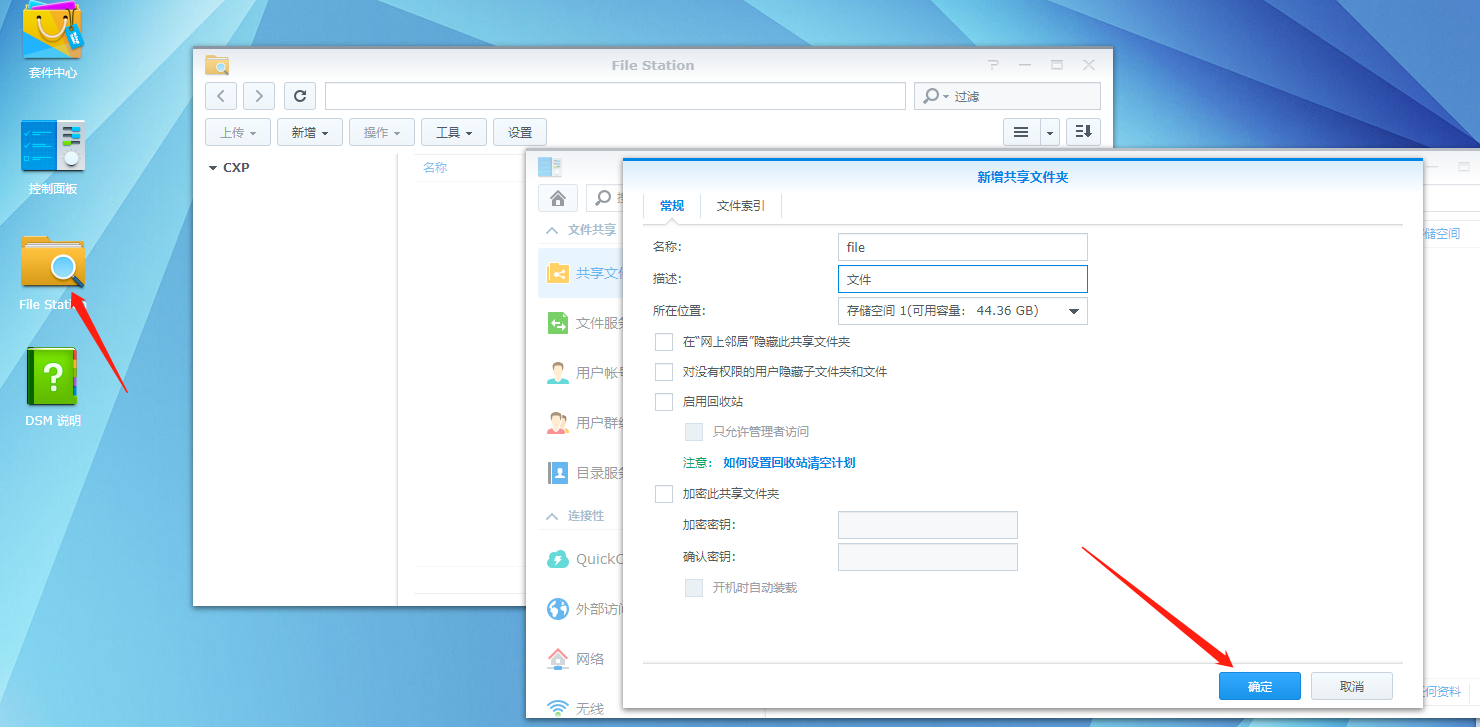 套件中心
控制面板
File Station
DSM 说明
File Station
过滤
上传
新增
操作
工具
设置
CXP
名称
文件共享
共享文
文件服
用户帐
用户群
目录服
连接性
QuickC
外部访
网络
无线
储空间
何资料
新增共享文件夹
常规
文件索引
名称:
file
描述:
文件
所在位置:
存储空间 1(可用容量: 44.36 GB)
在“网上邻居”隐藏此共享文件夹
对没有权限的用户隐藏子文件夹和文件
启用回收站
只允许管理者访问
注意: 如何设置回收站清空计划
加密此共享文件夹
加密密钥:
确认密钥:
开机时自动装载
确定
取消